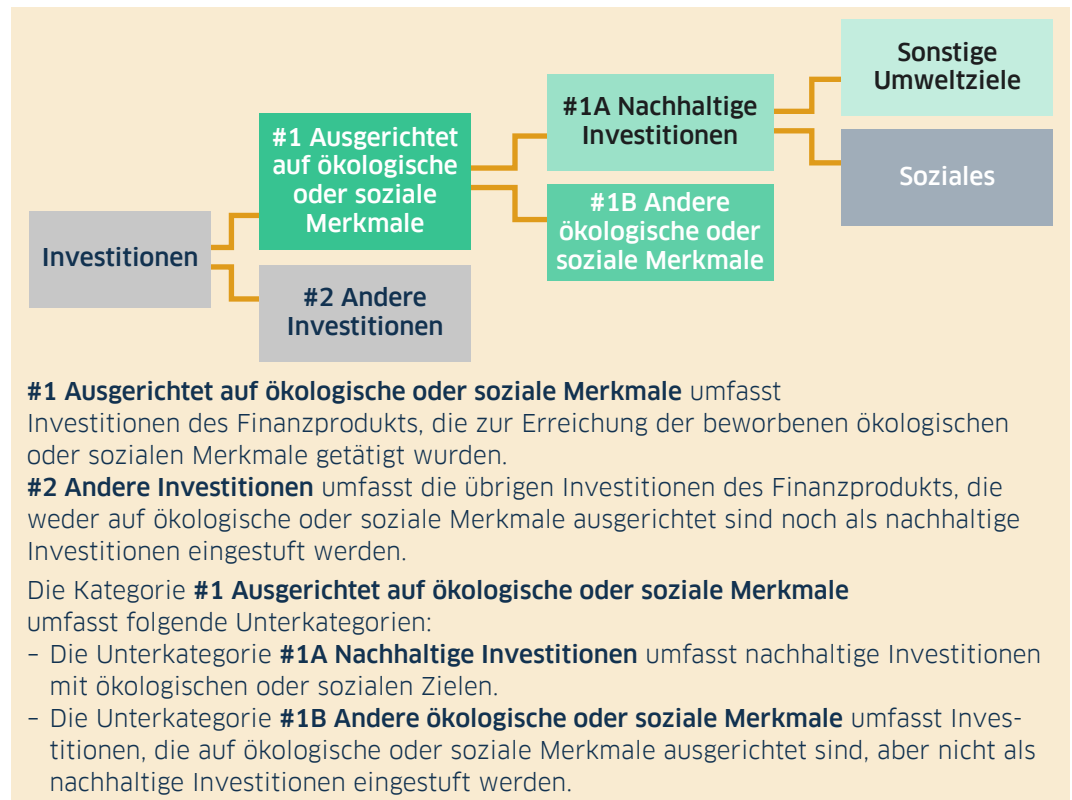 Sonstige
Umweltziele
#1A Nachhaltige
Investitionen
#1 Ausgerichtet
auf ökologische
oder soziale
Merkmale
Soziales
#1B Andere
ökologische oder
soziale Merkmale
Investitionen
#2 Andere
Investitionen
#1 Ausgerichtet auf ökologische oder soziale Merkmale umfasst
Investitionen des Finanzprodukts, die zur Erreichung der beworbenen ökologischen
oder sozialen Merkmale getätigt wurden.
#2 Andere Investitionen umfasst die übrigen Investitionen des Finanzprodukts, die
weder auf ökologische oder soziale Merkmale ausgerichtet sind noch als nachhaltige
Investitionen eingestuft werden.
Die Kategorie #1 Ausgerichtet auf ökologische oder soziale Merkmale
umfasst folgende Unterkategorien:
– Die Unterkategorie #1A Nachhaltige Investitionen umfasst nachhaltige Investitionen
mit ökologischen oder sozialen Zielen.
– Die Unterkategorie #1B Andere ökologische oder soziale Merkmale umfasst Inves-
titionen, die auf ökologische oder soziale Merkmale ausgerichtet sind, aber nicht als
nachhaltige Investitionen eingestuft werden.